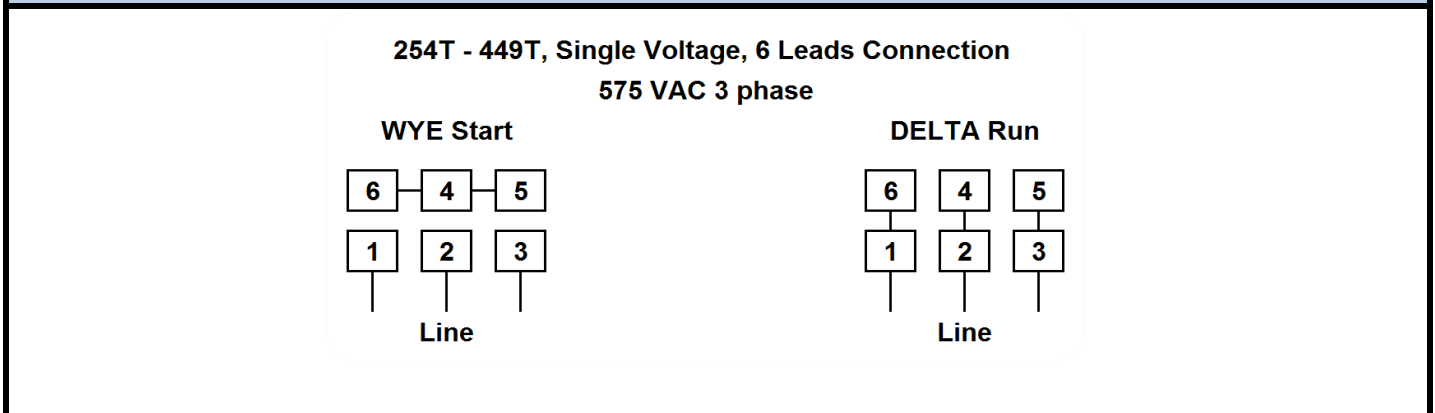 254T - 449T, Single Voltage, 6 Leads Connection
575 VAC 3 phase
WYE Start
DELTA Run
6 4 5
6 4 5
1 2 3
1 2 3
Line
Line